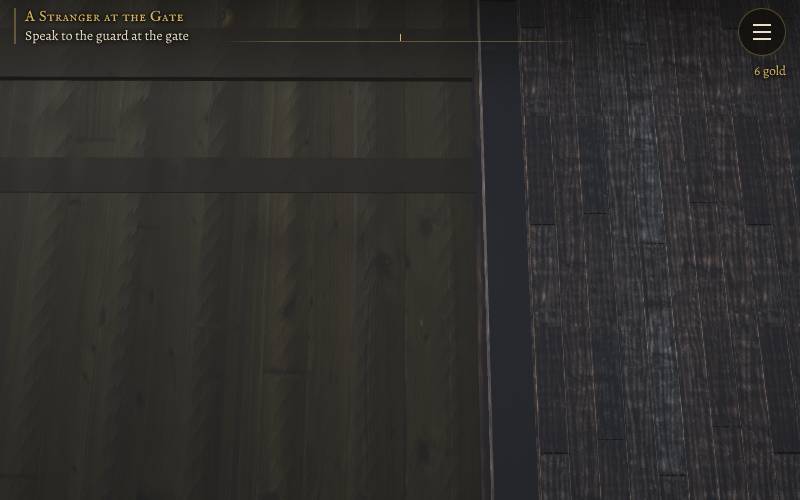 A Stranger at the Gate
Speak to the guard at the gate
6 gold